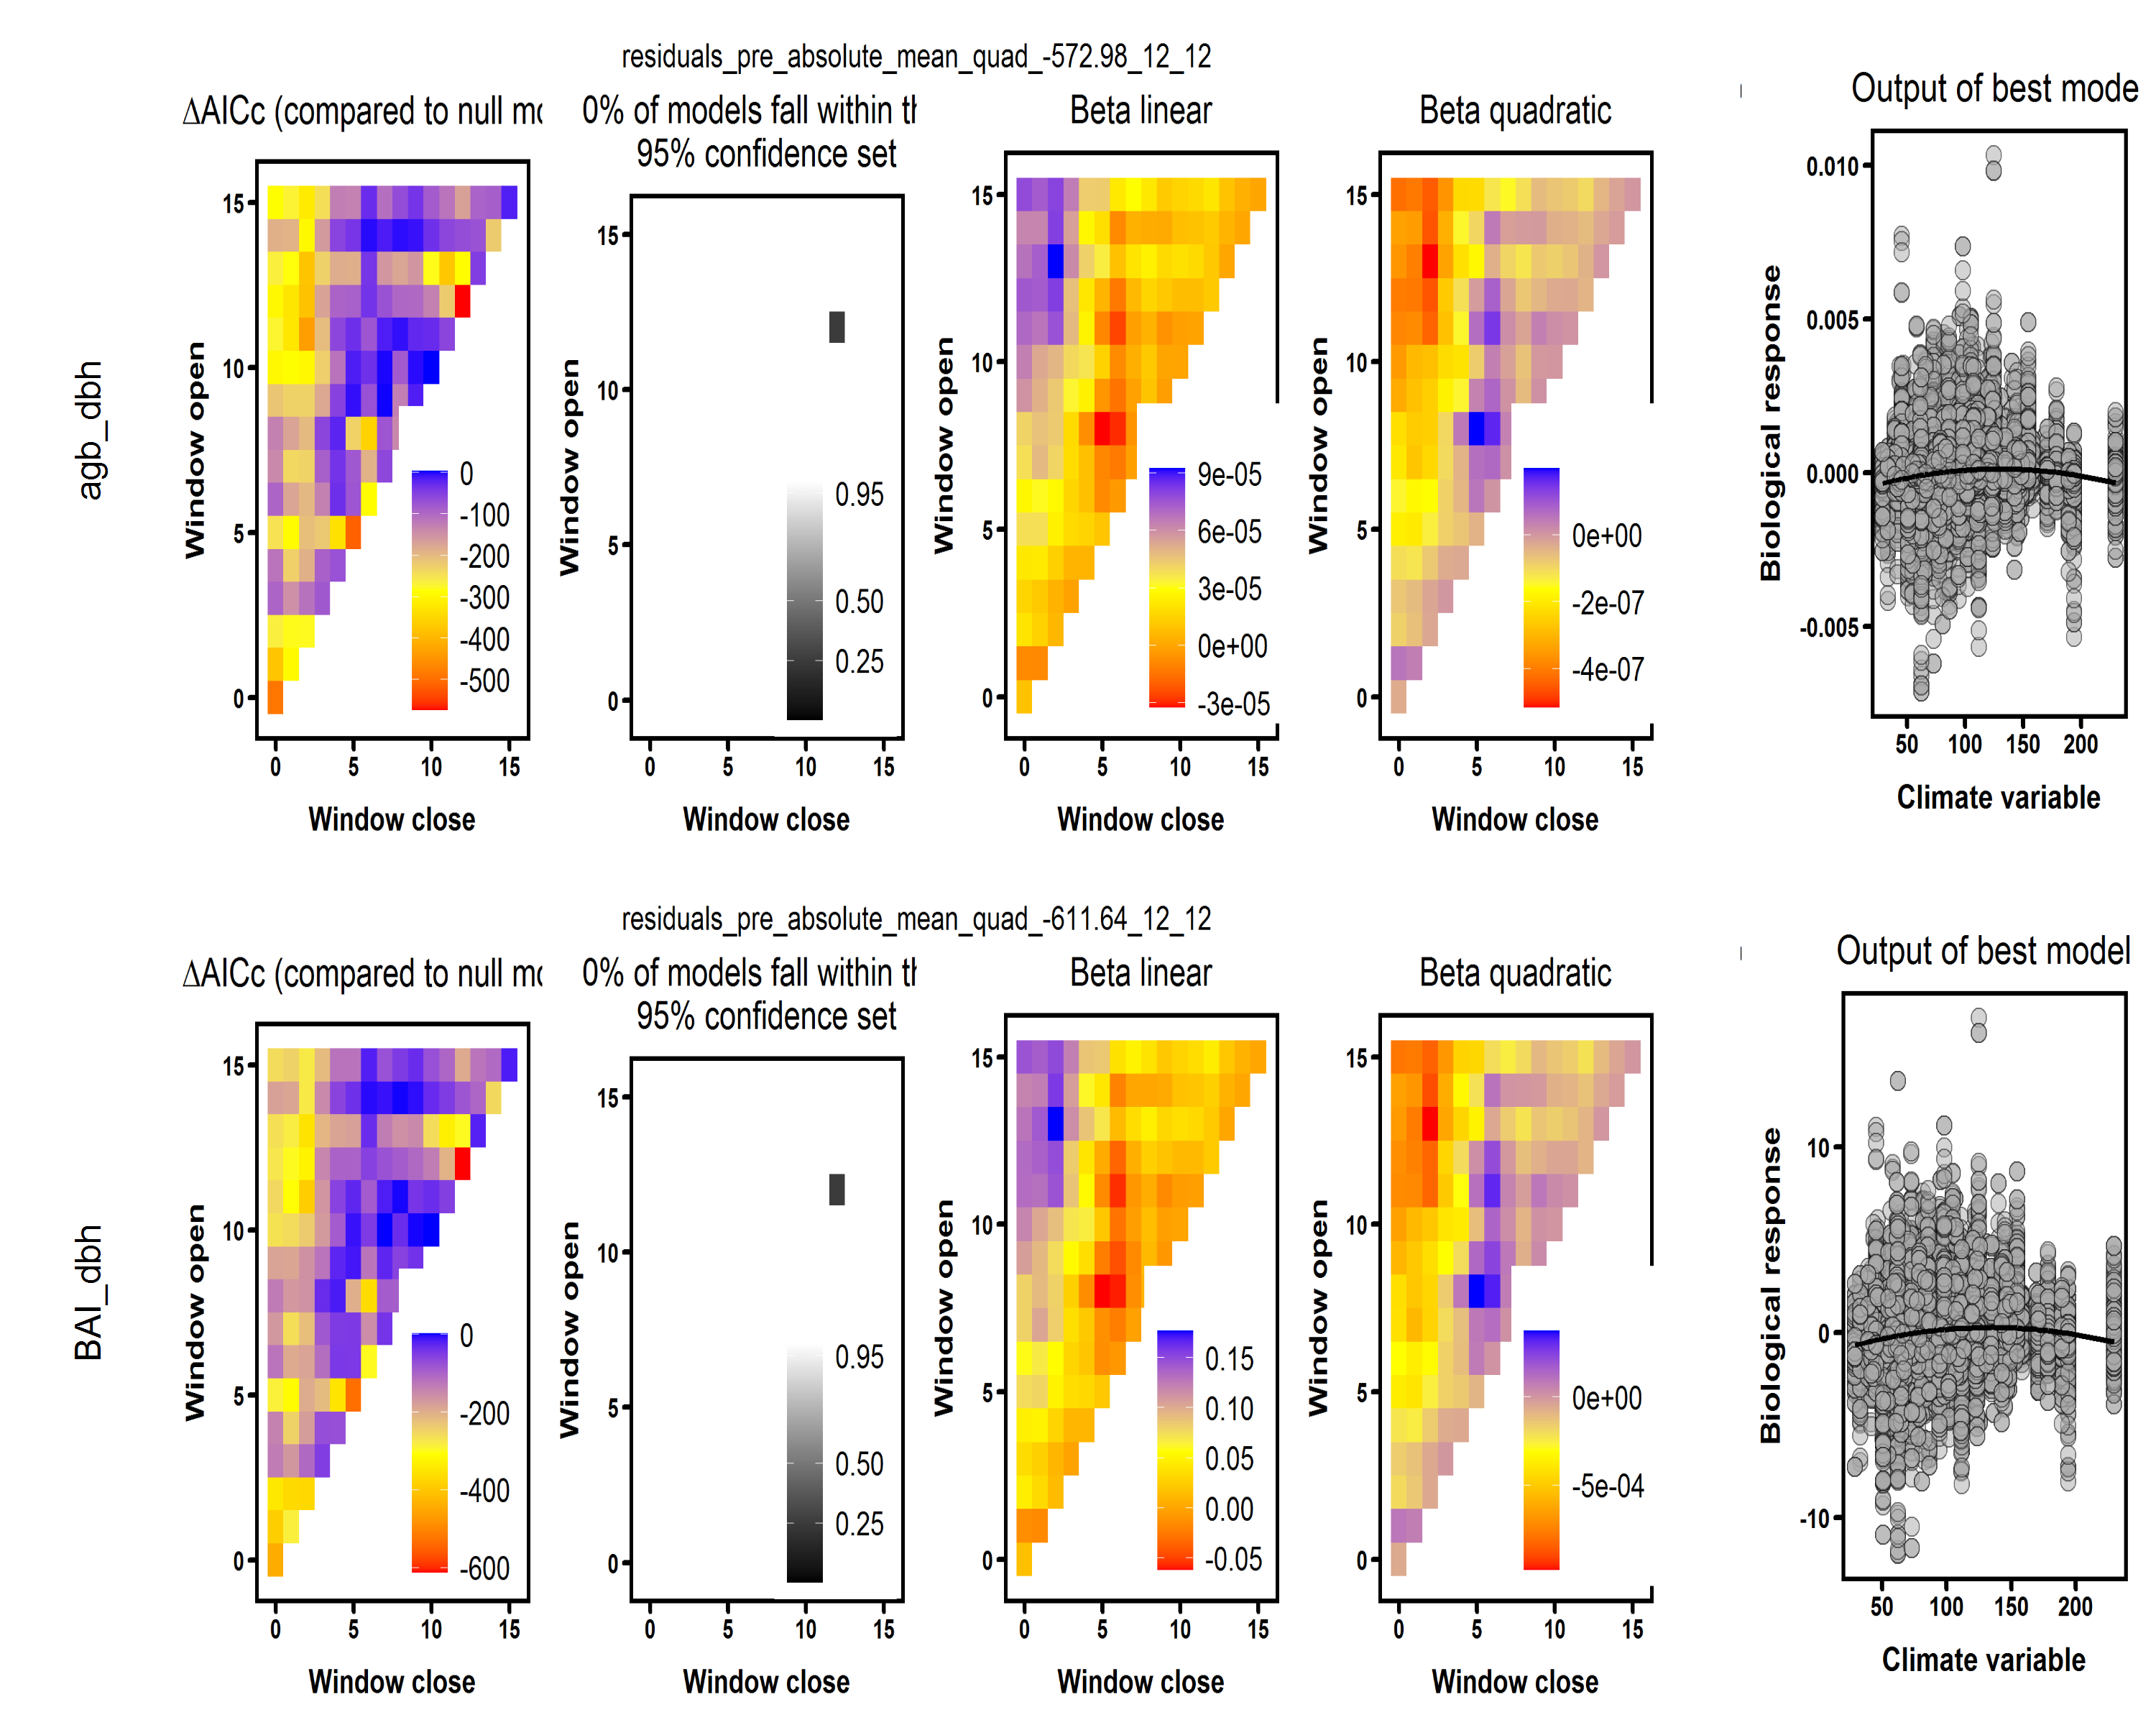 residuals_pre_absolute_mean_quad_-572.98_12_12
ΔAICc (compared to null mo
0% of models fall within th
95% confidence set
Beta linear
Beta quadratic
Output of best mode
agb_dbh
Window open
15
10
5
0
0
-100
-200
-300
-400
-500
0
5
10
15
Window close
Window open
15
10
5
0
0.95
0.50
0.25
0
5
10
15
Window close
Window open
15
10
5
0
9e-05
6e-05
3e-05
0e+00
-3e-05
0
5
10
15
Window close
Window open
15
10
5
0
0e+00
-2e-07
-4e-07
0
5
10
15
Window close
Biological response
0.010
0.005
0.000
-0.005
50
100
150
200
Climate variable
residuals_pre_absolute_mean_quad_-611.64_12_12
ΔAICc (compared to null mo
0% of models fall within th
95% confidence set
Beta linear
Beta quadratic
Output of best model
BAI_dbh
Window open
15
10
5
0
0
-200
-400
-600
0
5
10
15
Window close
Window open
15
10
5
0
0.95
0.50
0.25
0
5
10
15
Window close
Window open
15
10
5
0
0.15
0.10
0.05
0.00
-0.05
0
5
10
15
Window close
Window open
15
10
5
0
0e+00
-5e-04
0
5
10
15
Window close
Biological response
10
0
-10
50
100
150
200
Climate variable